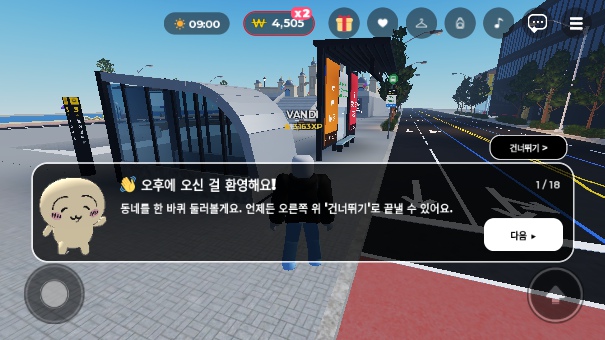 09:00
₩ 4,505
x2
VANDI
건너뛰기 >
👋 오후에 오신 걸 환영해요!
1 / 18
동네를 한 바퀴 둘러볼게요. 언제든 오른쪽 위 '건너뛰기'로 끝낼 수 있어요.
다음 ▸